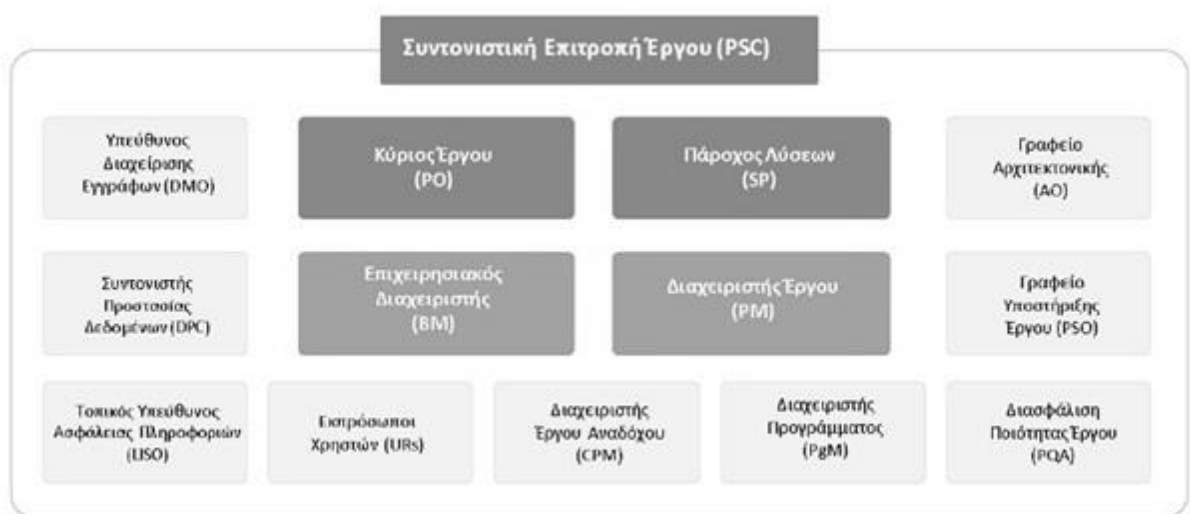 Συντονιστική Επιτροπή Έργου (PSC)
Υπεύθυνος
Διαχείρισης
Εγγράφων (DMO)
Κύριος Έργου
(PO)
Πάροχος Λύσεων
(SP)
Γραφείο
Αρχιτεκτονικής
(AO)
Συντονιστής
Προστασίας
Δεδομένων (DPC)
Επιχειρησιακός
Διαχειριστής
(BM)
Διαχειριστής Έργου
(PM)
Γραφείο
Υποστήριξης
Έργου (PSO)
Τοπικός Υπεύθυνος
Ασφάλειας Πληροφοριών
(LISO)
Εκπρόσωποι
Χρηστών (URs)
Διαχειριστής
Έργου Αναδόχου
(CPM)
Διαχειριστής
Προγράμματος
(PgM)
Διασφάλιση
Ποιότητας Έργου
(PQA)